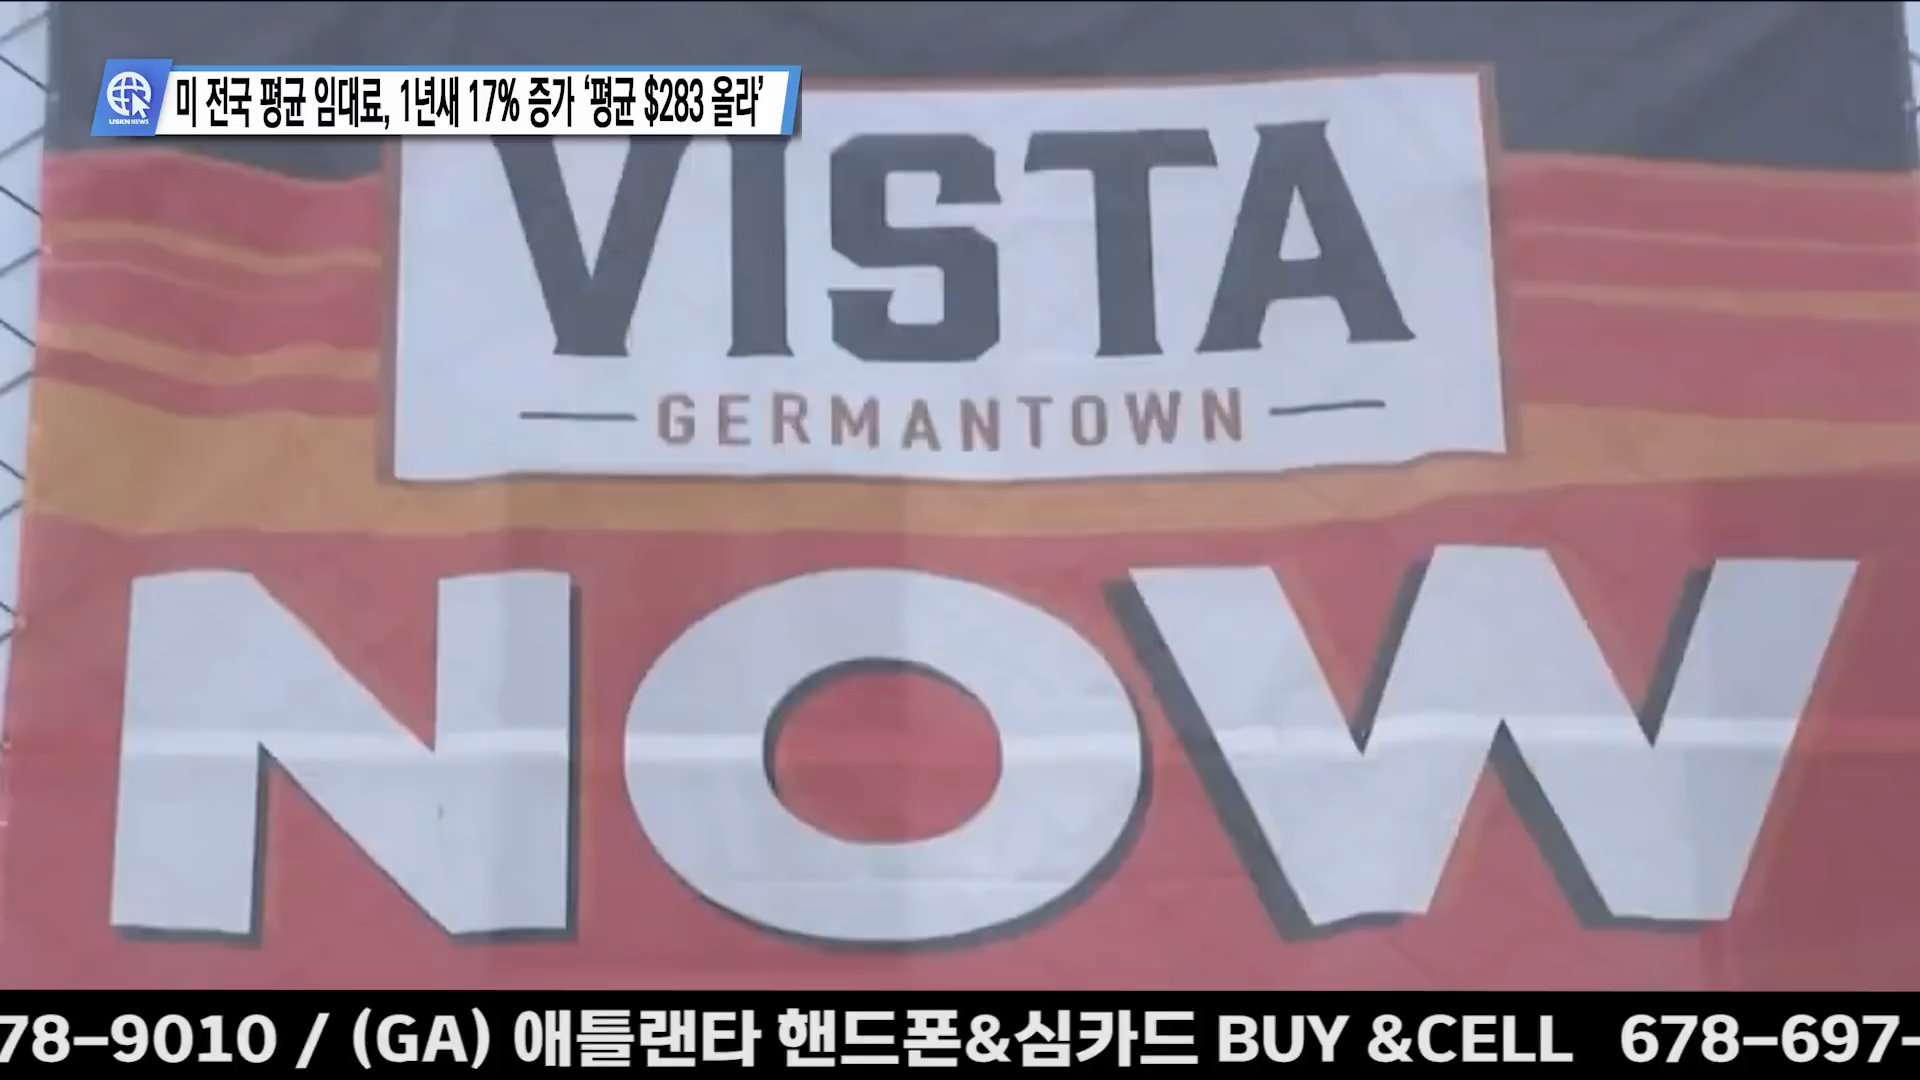 미 전국 평균 임대료, 1년새 17% 증가 ‘평균 $283 올라’
USKN NEWS
VISTA
GERMANTOWN
NOW
78-9010 / (GA) 애틀랜타 핸드폰&심카드 BUY &CELL 678-697-